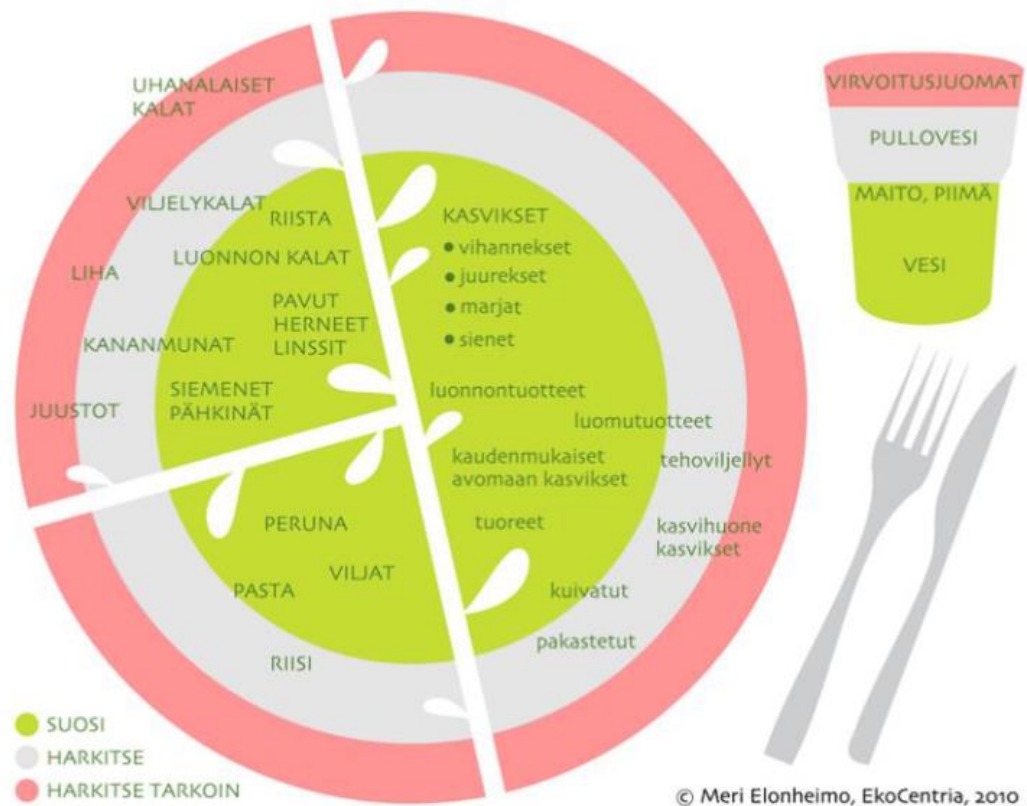 UHANALAISET
KALAT
VILJELYKALAT
RIISTA
LUONNON KALAT
LIHA
PAVUT
HERNEET
LINSSIT
KANANMUNAT
SIEMENET
PÄHKINÄT
JUUSTOT
KASVIKSET
• vihannekset
• juurekset
• marjat
• sienet
luonnontuotteet
luomutuotteet
kaudenmukaiset
avomaan kasvikset
tehoviljellyt
tuoreet
kasvihuone
kasvikset
kuivatut
pakastetut
PERUNA
VILJAT
PASTA
RIISI
VIRVOITUSJUOMAT
PULLOVESI
MAITO, PIIMÄ
VESI
SUOSI
HARKITSE
HARKITSE TARKOIN
© Meri Elonheimo, EkoCentria, 2010